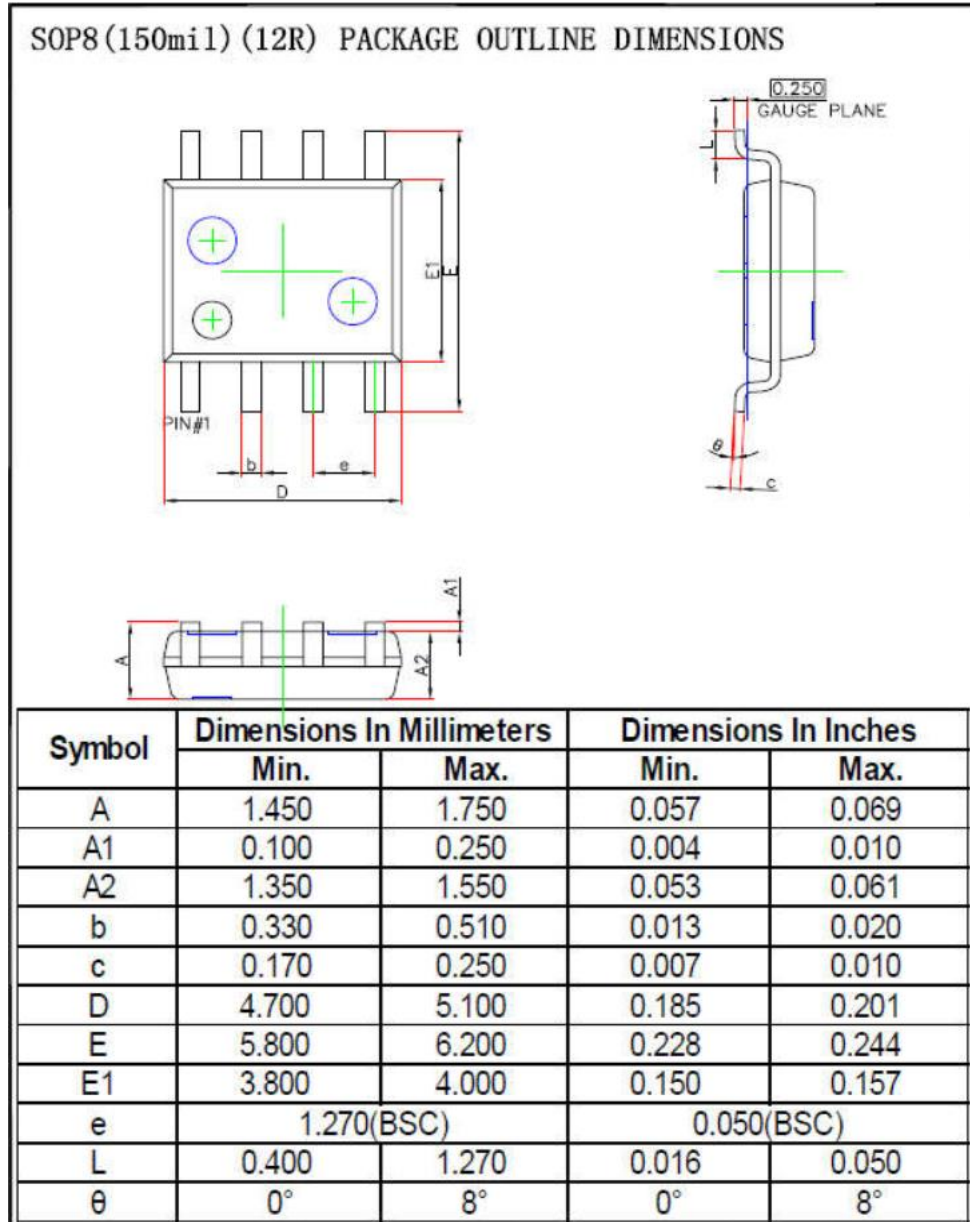 SOP8(150mil)(12R) PACKAGE OUTLINE DIMENSIONS
0.250
GAUGE PLANE
L
E1
E
PIN#1
b
e
D
θ
c
A1
A
A2
Symbol Dimensions In Millimeters Dimensions In Inches
Min. Max. Min. Max.
A 1.450 1.750 0.057 0.069
A1 0.100 0.250 0.004 0.010
A2 1.350 1.550 0.053 0.061
b 0.330 0.510 0.013 0.020
c 0.170 0.250 0.007 0.010
D 4.700 5.100 0.185 0.201
E 5.800 6.200 0.228 0.244
E1 3.800 4.000 0.150 0.157
e 1.270(BSC) 0.050(BSC)
L 0.400 1.270 0.016 0.050
θ 0° 8° 0° 8°